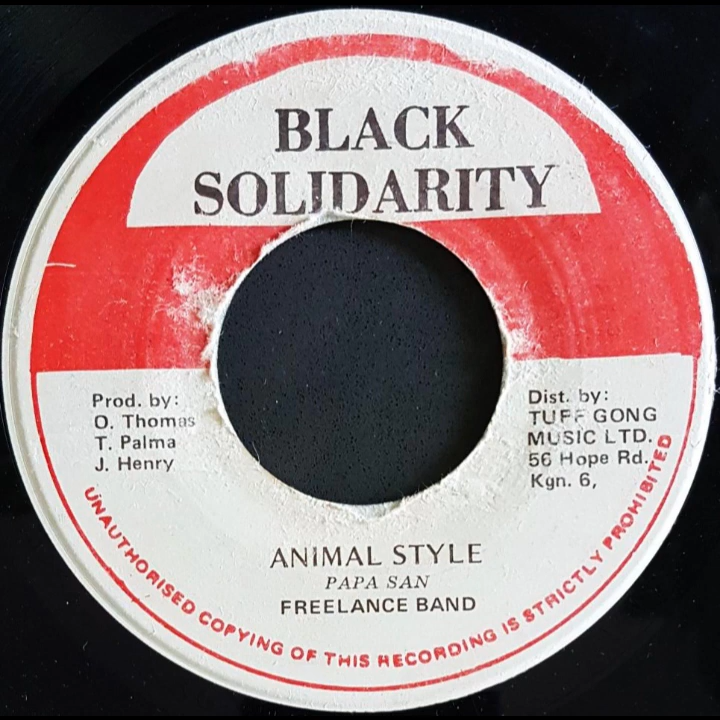 BLACK
SOLIDARITY
Prod. by:
O. Thomas
T. Palma
J. Henry
Dist. by:
TUFF GONG
MUSIC LTD.
56 Hope Rd.
Kgn. 6,
ANIMAL STYLE
PAPA SAN
FREELANCE BAND
UNAUTHORISED COPYING OF THIS RECORDING IS STRICTLY PROHIBITED